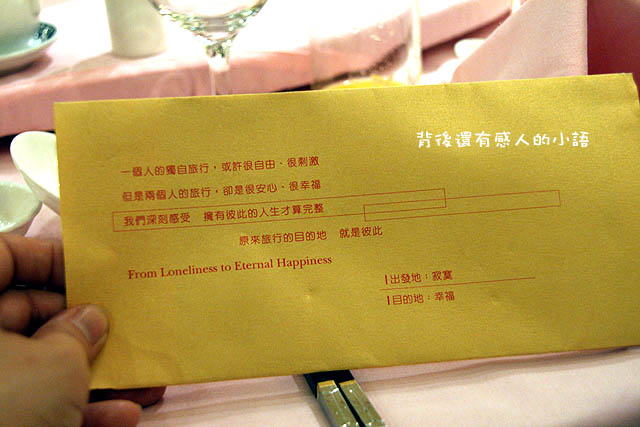 背後還有感人的小語
一個人的獨自旅行，或許很自由、很刺激
但是兩個人的旅行，卻是很安心、很幸福
我們深刻感受　擁有彼此的人生才算完整
原來旅行的目的地　就是彼此
From Loneliness to Eternal Happiness
出發地：寂寞
目的地：幸福